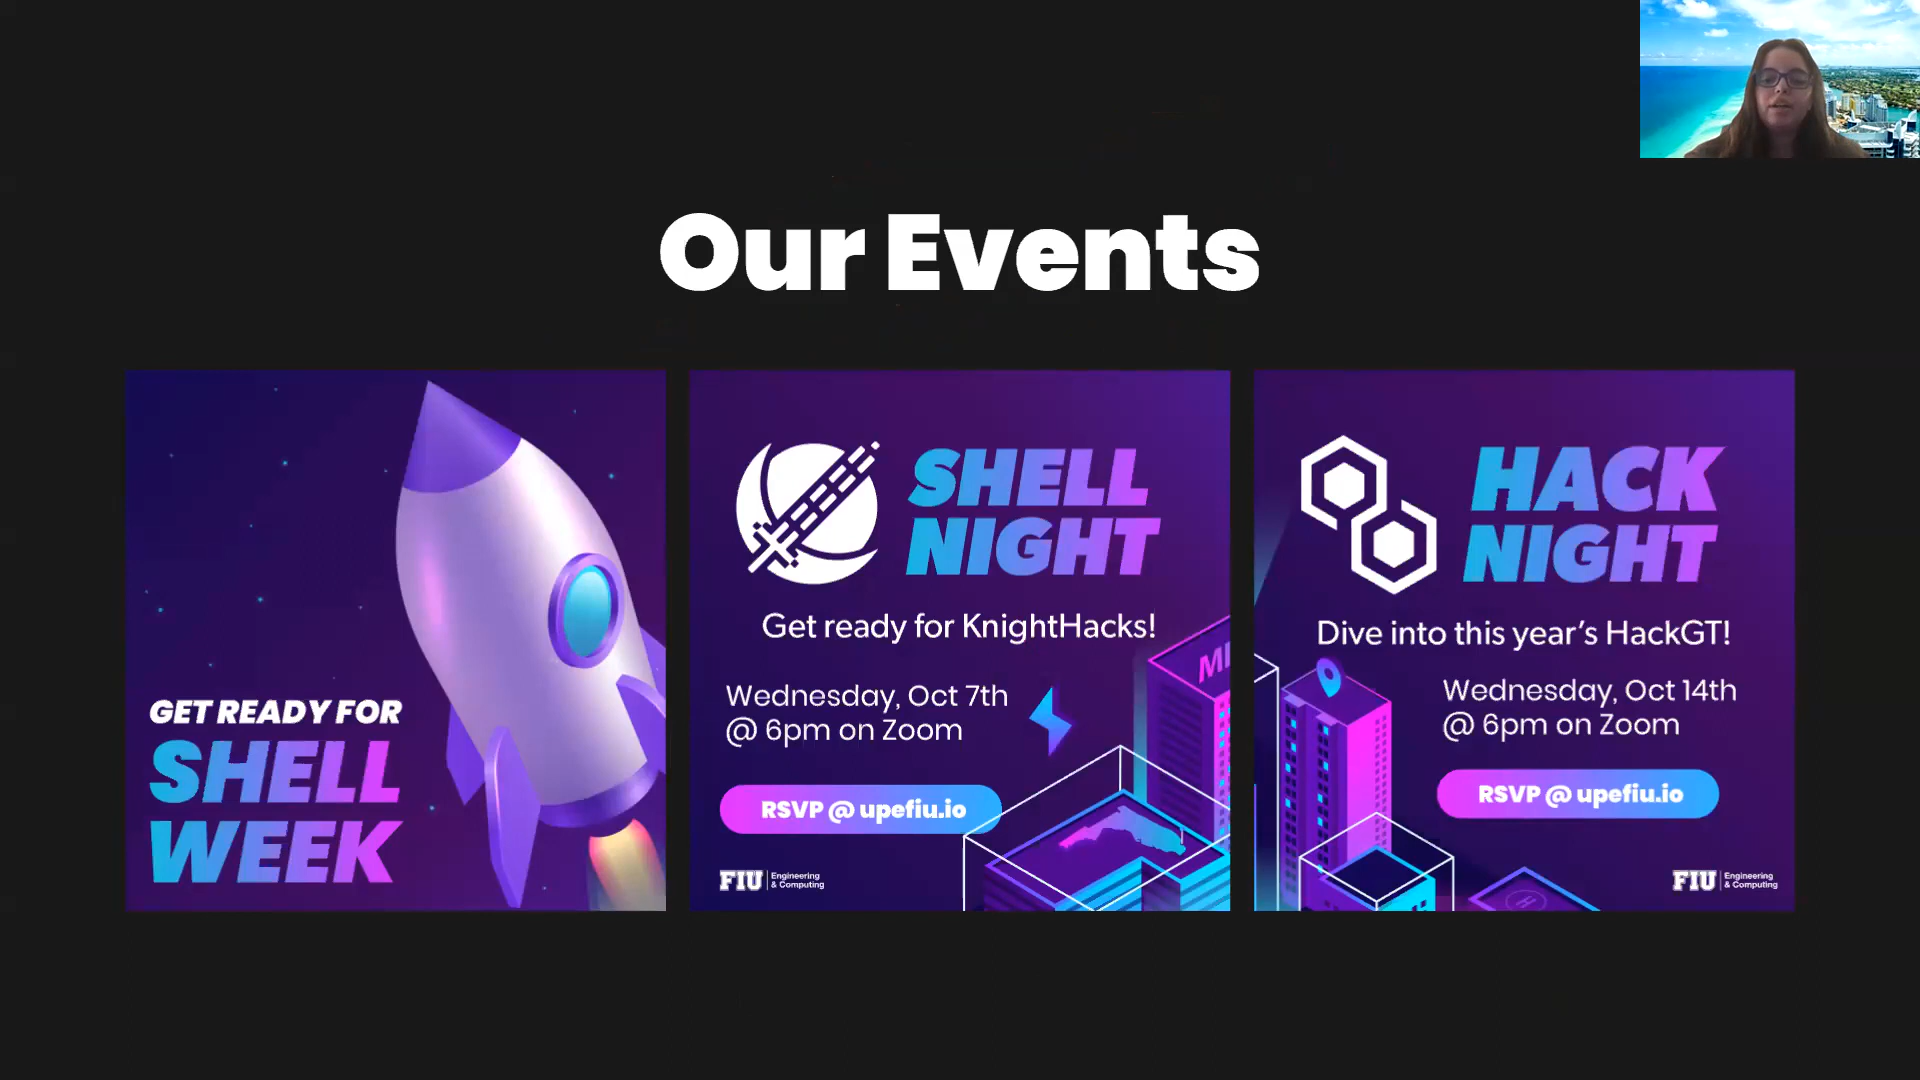 Our Events
GET READY FOR
SHELL
WEEK
SHELL
NIGHT
Get ready for KnightHacks!
Wednesday, Oct 7th
@ 6pm on Zoom
RSVP @ upefiu.io
FIU Engineering
& Computing
MI
HACK
NIGHT
Dive into this year's HackGT!
Wednesday, Oct 14th
@ 6pm on Zoom
RSVP @ upefiu.io
H
FIU Engineering
& Computing